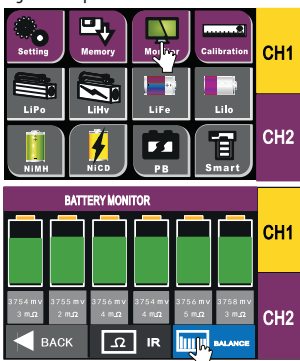 Setting Memory Monitor Calibration
CH1
LiPo LiHv LiFe LiIo
CH2
NiMH NiCD PB Smart
BATTERY MONITOR
CH1
3754 mv 3755 mv 3756 mv 3754 mv 3756 mv 3758 mv
3 mΩ 2 mΩ 4 mΩ 4 mΩ 5 mΩ 3 mΩ
CH2
BACK Ω IR BALANCE